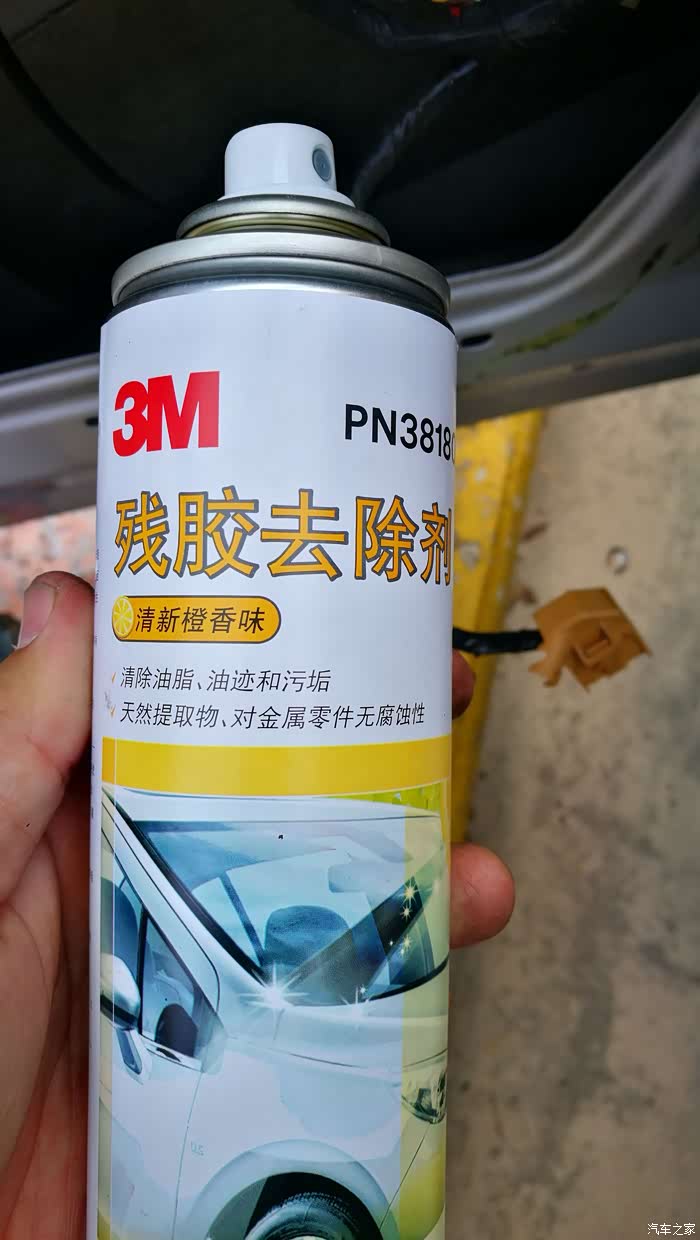 3M
PN3818
残胶去除剂
清新橙香味
清除油脂、油迹和污垢
天然提取物、对金属零件无腐蚀性
汽车之家